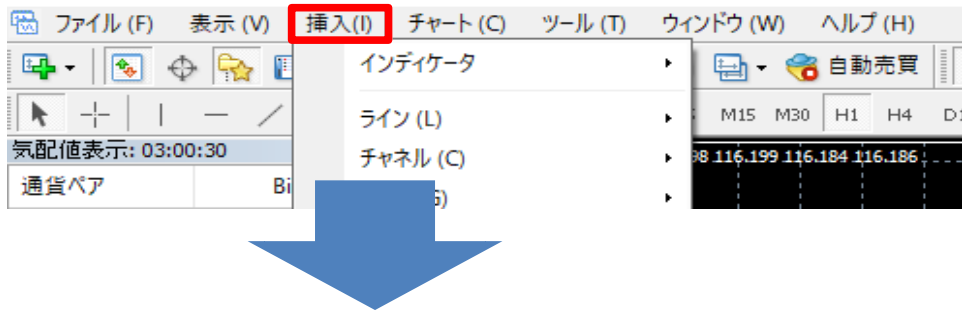 ファイル (F) 表示 (V) 挿入(I) チャート (C) ツール (T) ウィンドウ (W) ヘルプ (H)
インディケータ
自動売買
ライン (L)
M15 M30 H1 H4
気配値表示: 03:00:30
チャネル (C)
98 116.199 116.184 116.186
通貨ペア Bi